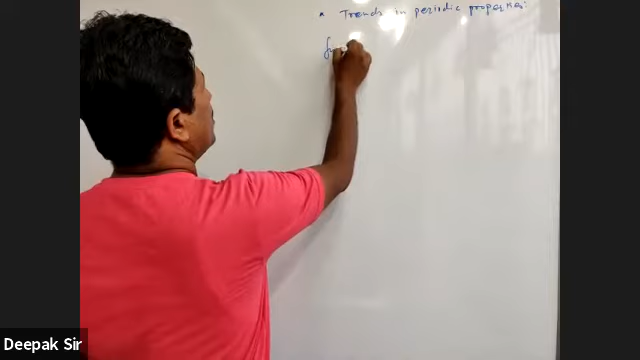 • Trends in periodic properties:
Deepak Sir